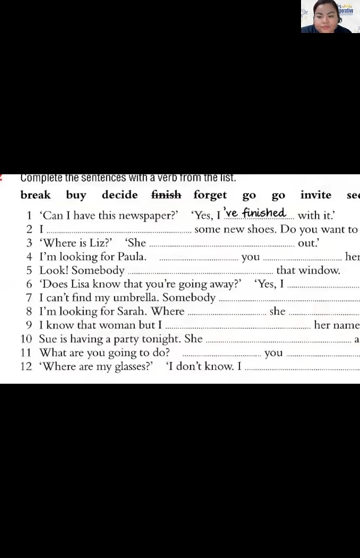 Complete the sentences with a verb from the list.
break buy decide finish forget go go invite see
1 ‘Can I have this newspaper?’ ‘Yes, I 've finished with it.’
2 I ............ some new shoes. Do you want to
3 ‘Where is Liz?’ ‘She ............ out.’
4 I’m looking for Paula. ............ you ............ her
5 Look! Somebody ............ that window.
6 ‘Does Lisa know that you’re going away?’ ‘Yes, I ............
7 I can’t find my umbrella. Somebody ............
8 I’m looking for Sarah. Where ............ she ............
9 I know that woman but I ............ her name
10 Sue is having a party tonight. She ............ a
11 What are you going to do? ............ you ............
12 ‘Where are my glasses?’ ‘I don’t know. I ............